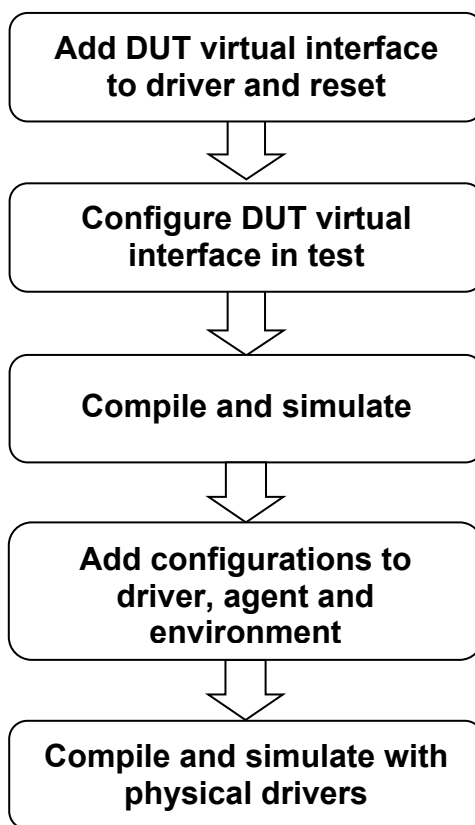 Add DUT virtual interface
to driver and reset
Configure DUT virtual
interface in test
Compile and simulate
Add configurations to
driver, agent and
environment
Compile and simulate with
physical drivers